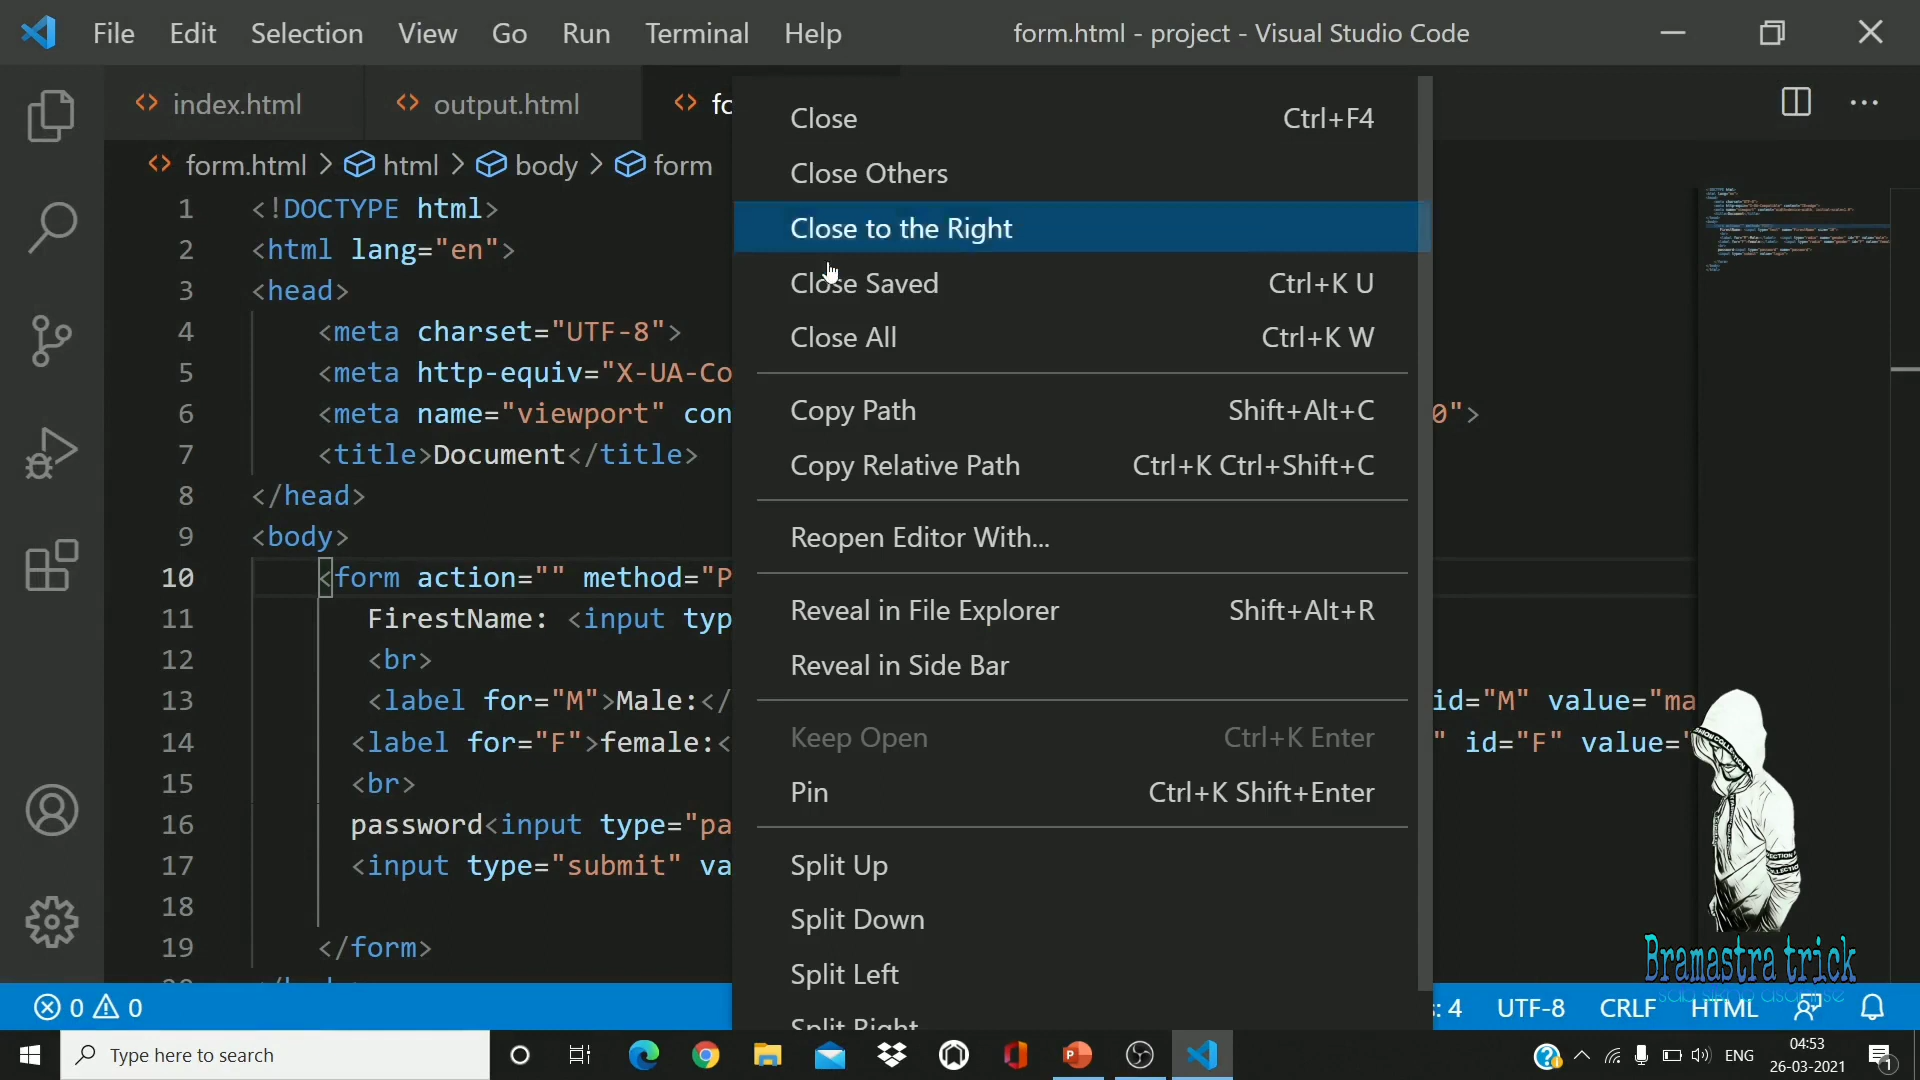 File Edit Selection View Go Run Terminal Help form.html - project - Visual Studio Code
index.html output.html fo
form.html > html > body > form
1 <!DOCTYPE html>
2 <html lang="en">
3 <head>
4 <meta charset="UTF-8">
5 <meta http-equiv="X-UA-Co
6 <meta name="viewport" con 0">
7 <title>Document</title>
8 </head>
9 <body>
10 <form action="" method="P
11 FirestName: <input typ
12 <br>
13 <label for="M">Male:</ id="M" value="ma
14 <label for="F">female:< " id="F" value="
15 <br>
16 password<input type="pa
17 <input type="submit" va
18
19 </form>
Close Ctrl+F4
Close Others
Close to the Right
Close Saved Ctrl+K U
Close All Ctrl+K W
Copy Path Shift+Alt+C
Copy Relative Path Ctrl+K Ctrl+Shift+C
Reopen Editor With...
Reveal in File Explorer Shift+Alt+R
Reveal in Side Bar
Keep Open Ctrl+K Enter
Pin Ctrl+K Shift+Enter
Split Up
Split Down
Split Left
Split Right
Bramastra trick
0 0 : 4 UTF-8 CRLF HTML
Type here to search ENG 04:53
26-03-2021 1